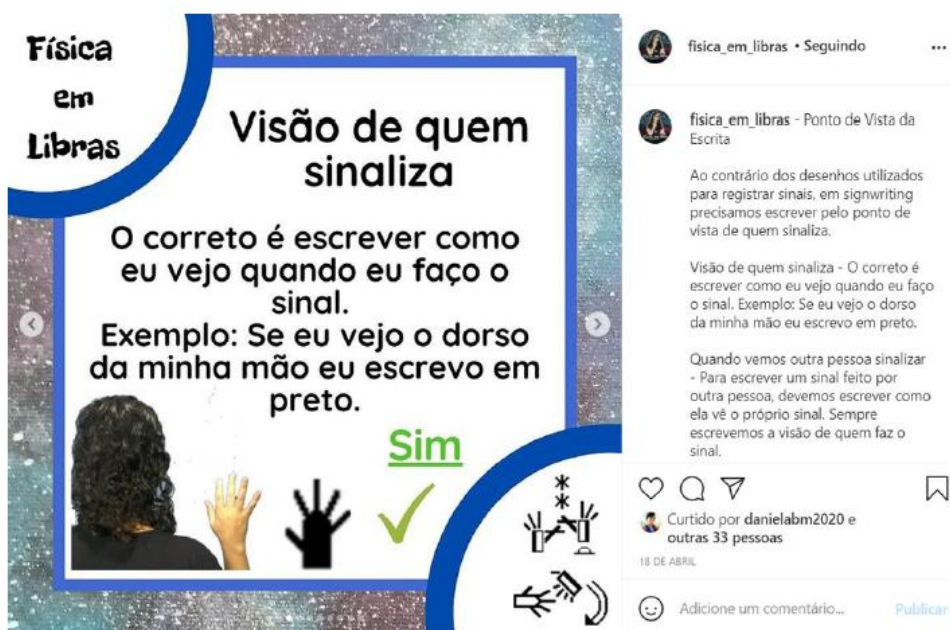 Física
em
Libras
Visão de quem
sinaliza
O correto é escrever como
eu vejo quando eu faço o
sinal.
Exemplo: Se eu vejo o dorso
da minha mão eu escrevo em
preto.
Sim
fisica_em_libras • Seguindo
fisica_em_libras - Ponto de Vista da
Escrita
Ao contrário dos desenhos utilizados
para registrar sinais, em signwriting
precisamos escrever pelo ponto de
vista de quem sinaliza.
Visão de quem sinaliza - O correto é
escrever como eu vejo quando eu faço
o sinal. Exemplo: Se eu vejo o dorso
da minha mão eu escrevo em preto.
Quando vemos outra pessoa sinalizar
- Para escrever um sinal feito por
outra pessoa, devemos escrever como
ela vê o próprio sinal. Sempre
escrevemos a visão de quem faz o
sinal.
Curtido por danielabm2020 e
outras 33 pessoas
18 DE ABRIL
Adicione um comentário... Publicar